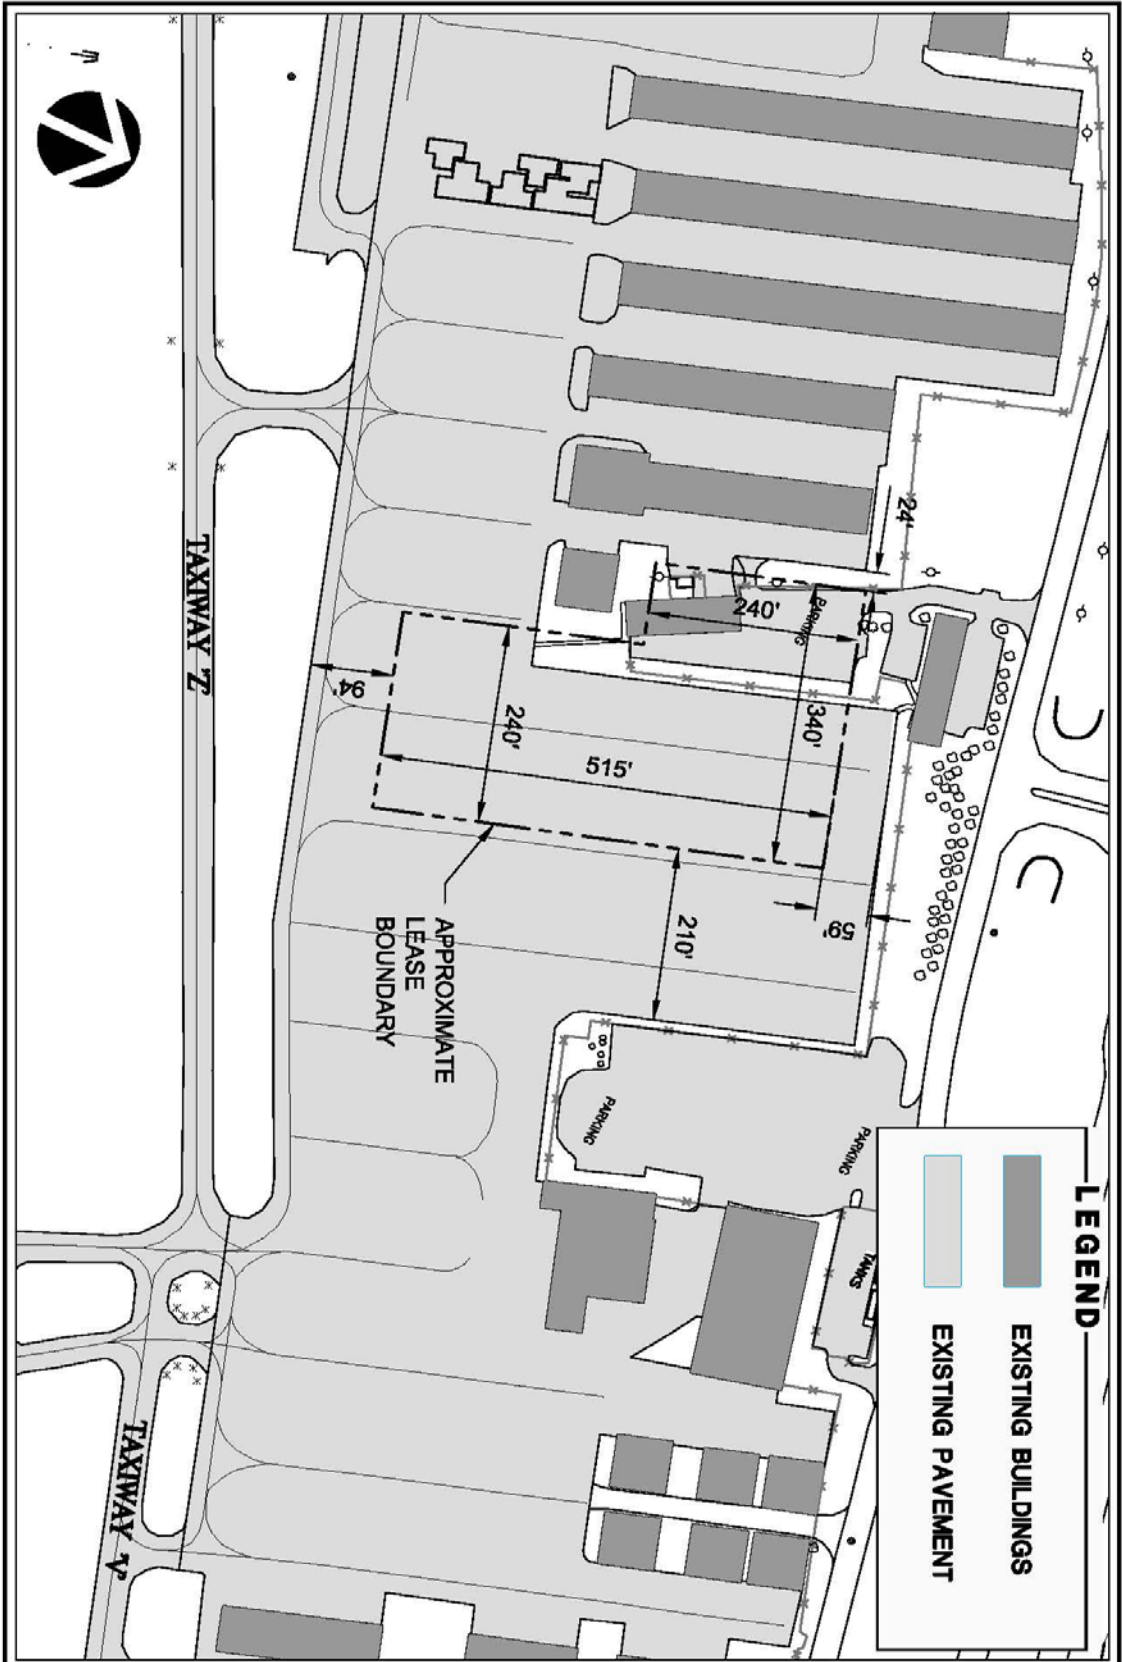 LEGEND
EXISTING BUILDINGS
EXISTING PAVEMENT
24'
PARKING
240'
340'
94'
240'
515'
59'
210'
APPROXIMATE
LEASE
BOUNDARY
PARKING
PARKING
TANKS
TAXIWAY 'Z'
TAXIWAY 'V'